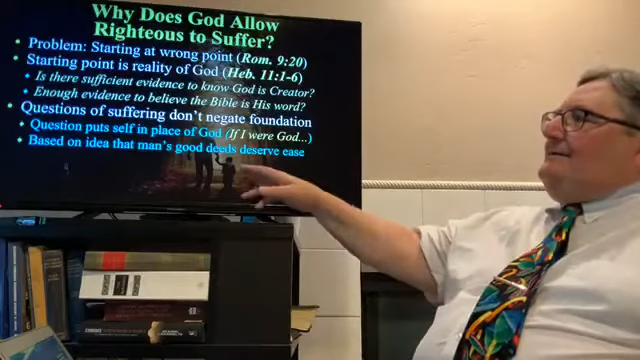 Why Does God Allow
Righteous to Suffer?
• Problem: Starting at wrong point (Rom. 9:20)
• Starting point is reality of God (Heb. 11:1-6)
♦ Is there sufficient evidence to know God is Creator?
♦ Enough evidence to believe the Bible is His word?
• Questions of suffering don't negate foundation
♦ Question puts self in place of God (If I were God...)
♦ Based on idea that man's good deeds deserve ease